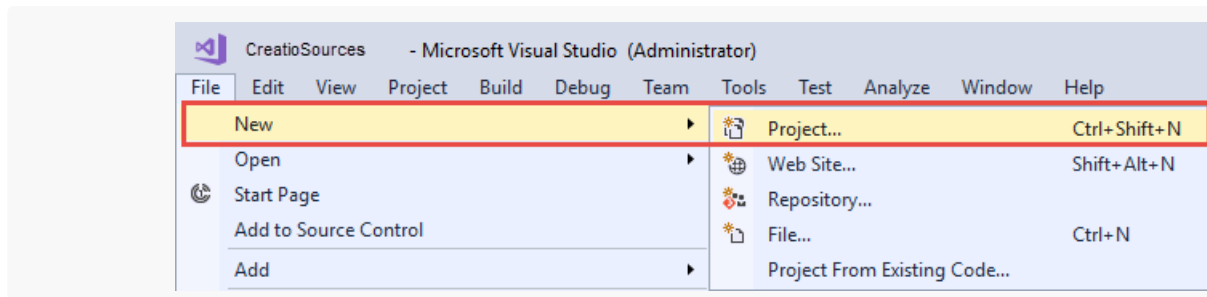 CreatioSources - Microsoft Visual Studio (Administrator)
File Edit View Project Build Debug Team Tools Test Analyze Window Help
New Project... Ctrl+Shift+N
Open Web Site... Shift+Alt+N
Start Page Repository...
Add to Source Control File... Ctrl+N
Add Project From Existing Code...